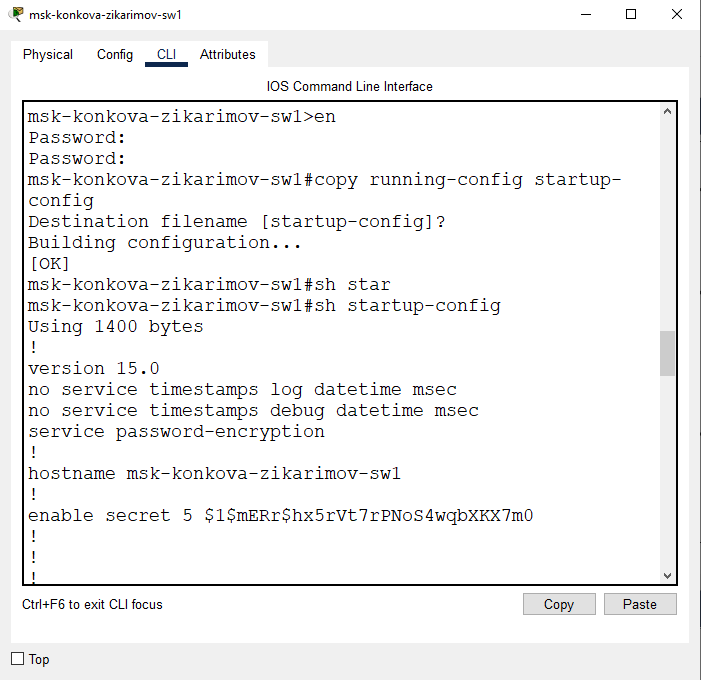 msk-konkova-zikarimov-sw1
Physical Config CLI Attributes
IOS Command Line Interface
msk-konkova-zikarimov-sw1>en
Password:
Password:
msk-konkova-zikarimov-sw1#copy running-config startup-
config
Destination filename [startup-config]?
Building configuration...
[OK]
msk-konkova-zikarimov-sw1#sh star
msk-konkova-zikarimov-sw1#sh startup-config
Using 1400 bytes
!
version 15.0
no service timestamps log datetime msec
no service timestamps debug datetime msec
service password-encryption
!
hostname msk-konkova-zikarimov-sw1
!
enable secret 5 $1$mERr$hx5rVt7rPNoS4wqbXKX7m0
!
!
!
Ctrl+F6 to exit CLI focus
Copy Paste
Top